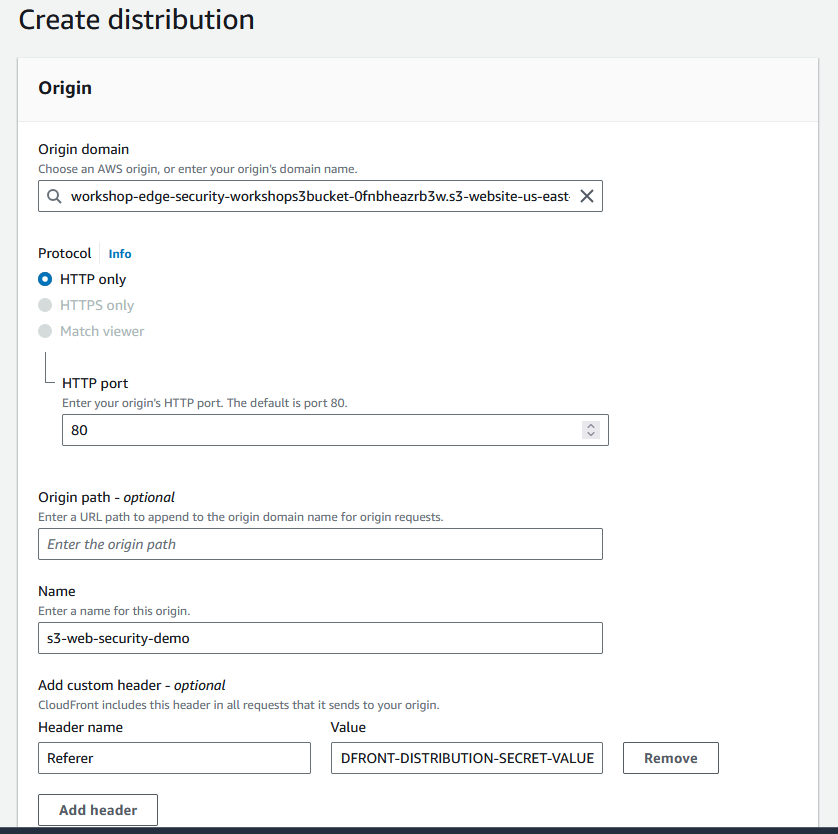 Create distribution
Origin
Origin domain
Choose an AWS origin, or enter your origin's domain name.
workshop-edge-security-workshops3bucket-0fnbheazrb3w.s3-website-us-east-
Protocol Info
HTTP only
HTTPS only
Match viewer
HTTP port
Enter your origin's HTTP port. The default is port 80.
80
Origin path - optional
Enter a URL path to append to the origin domain name for origin requests.
Enter the origin path
Name
Enter a name for this origin.
s3-web-security-demo
Add custom header - optional
CloudFront includes this header in all requests that it sends to your origin.
Header name Value
Referer DFRONT-DISTRIBUTION-SECRET-VALUE Remove
Add header